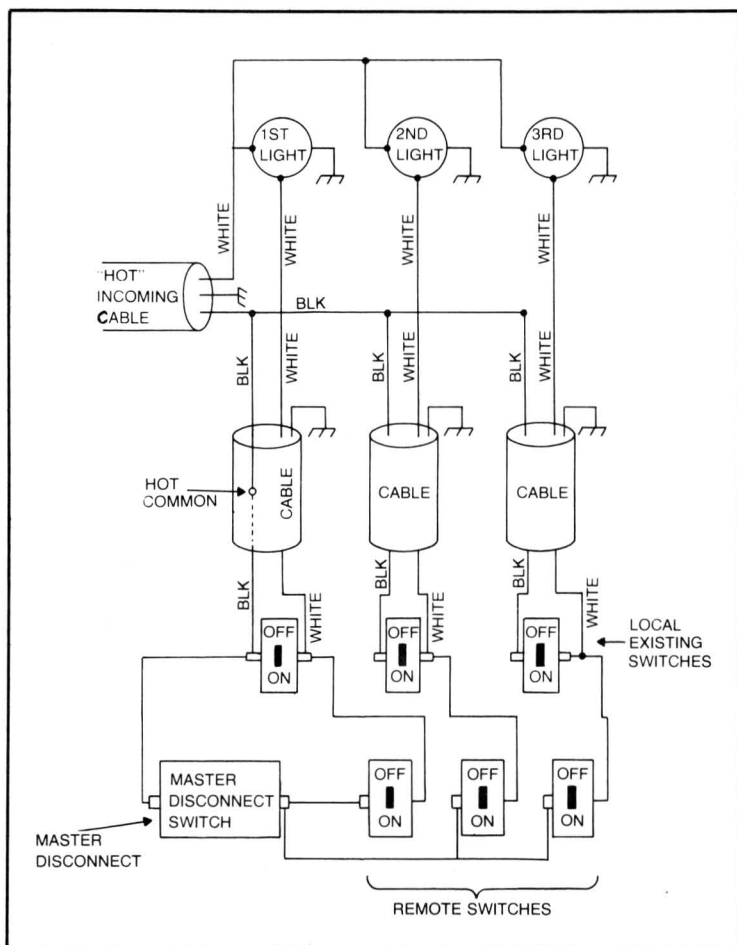 1ST
LIGHT
2ND
LIGHT
3RD
LIGHT
WHITE
WHITE
WHITE
WHITE
"HOT"
INCOMING
CABLE
BLK
BLK
WHITE
BLK
WHITE
BLK
WHITE
HOT
COMMON
CABLE
CABLE
CABLE
BLK
WHITE
BLK
WHITE
BLK
WHITE
OFF
ON
OFF
ON
OFF
ON
LOCAL
EXISTING
SWITCHES
MASTER
DISCONNECT
SWITCH
OFF
ON
OFF
ON
OFF
ON
MASTER
DISCONNECT
REMOTE SWITCHES